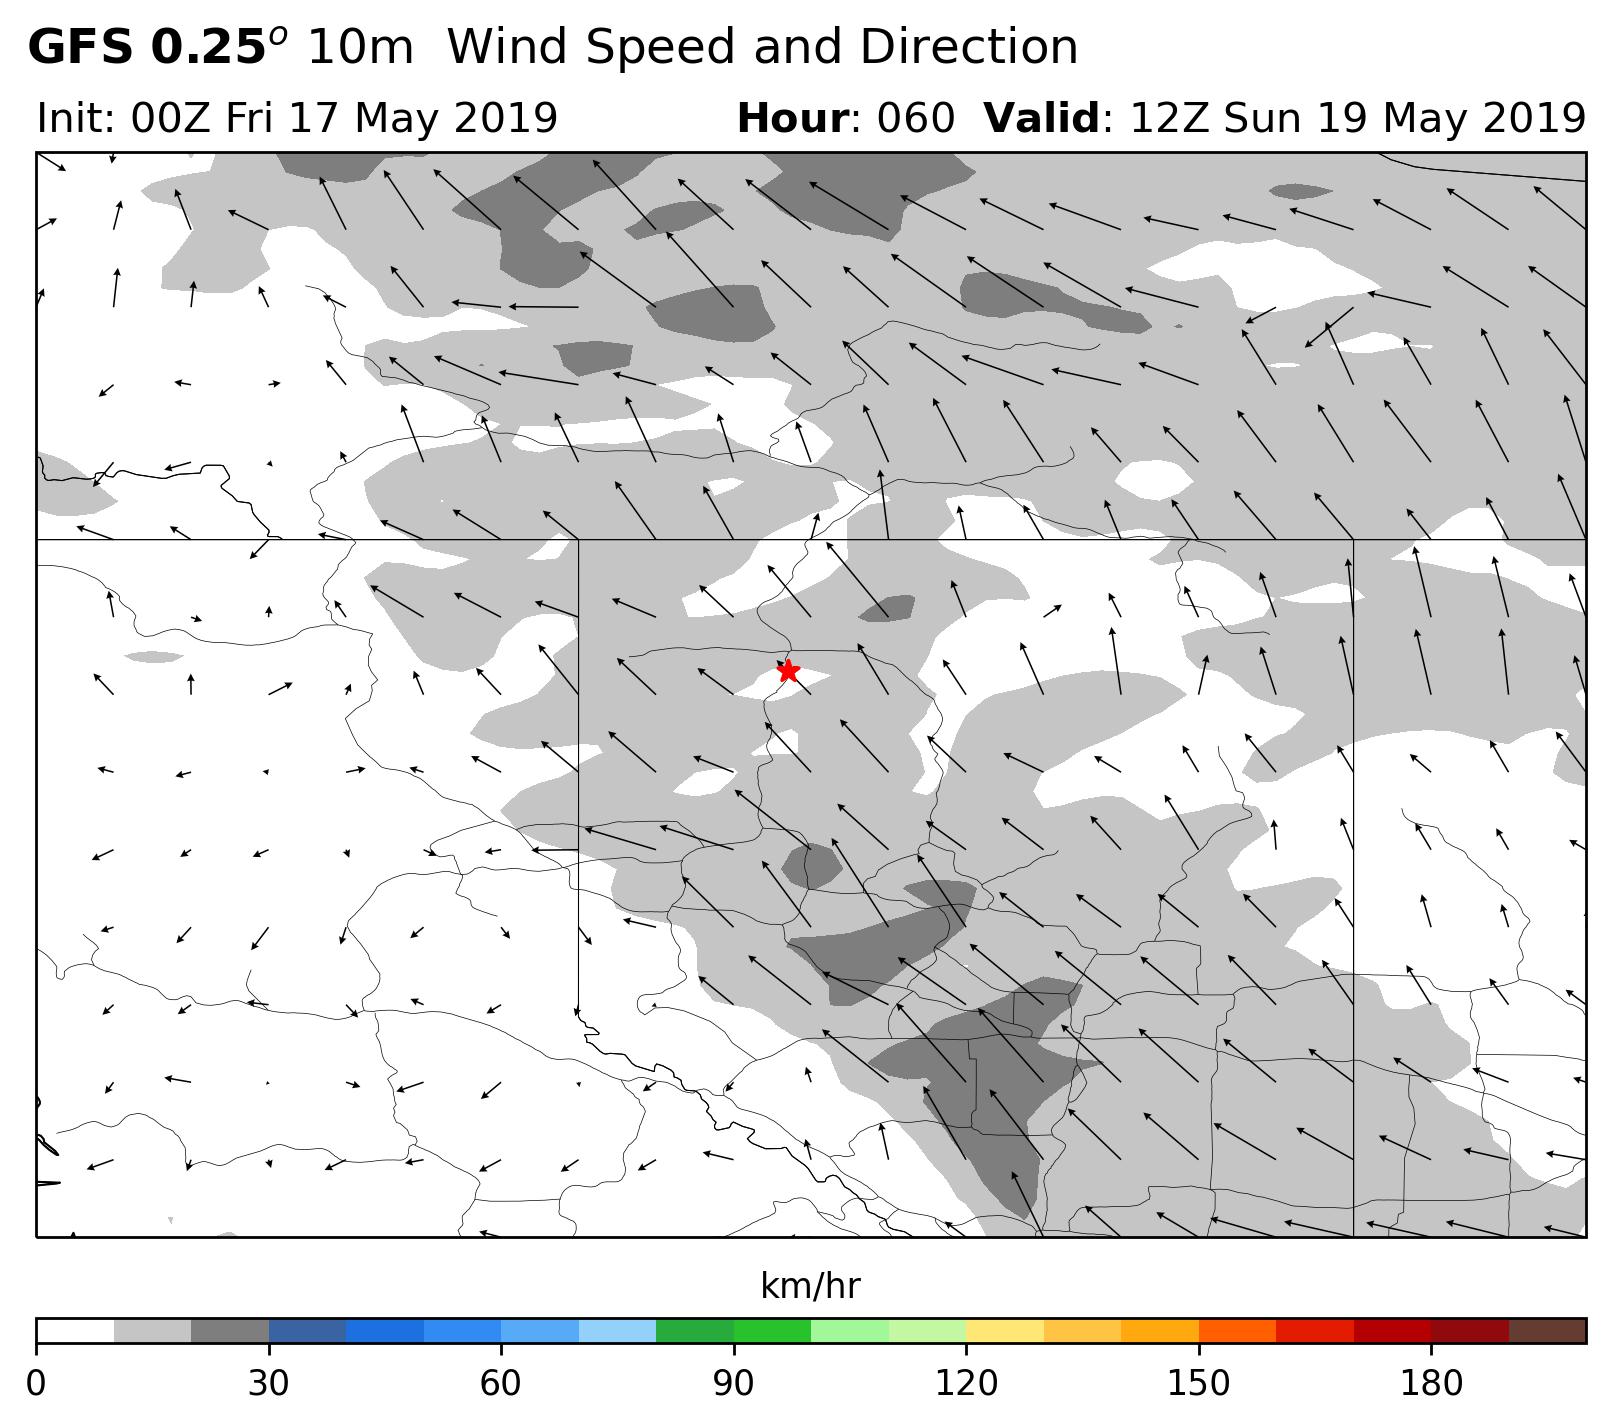 GFS 0.25° 10m Wind Speed and Direction
Init: 00Z Fri 17 May 2019 Hour: 060 Valid: 12Z Sun 19 May 2019
km/hr
0 30 60 90 120 150 180